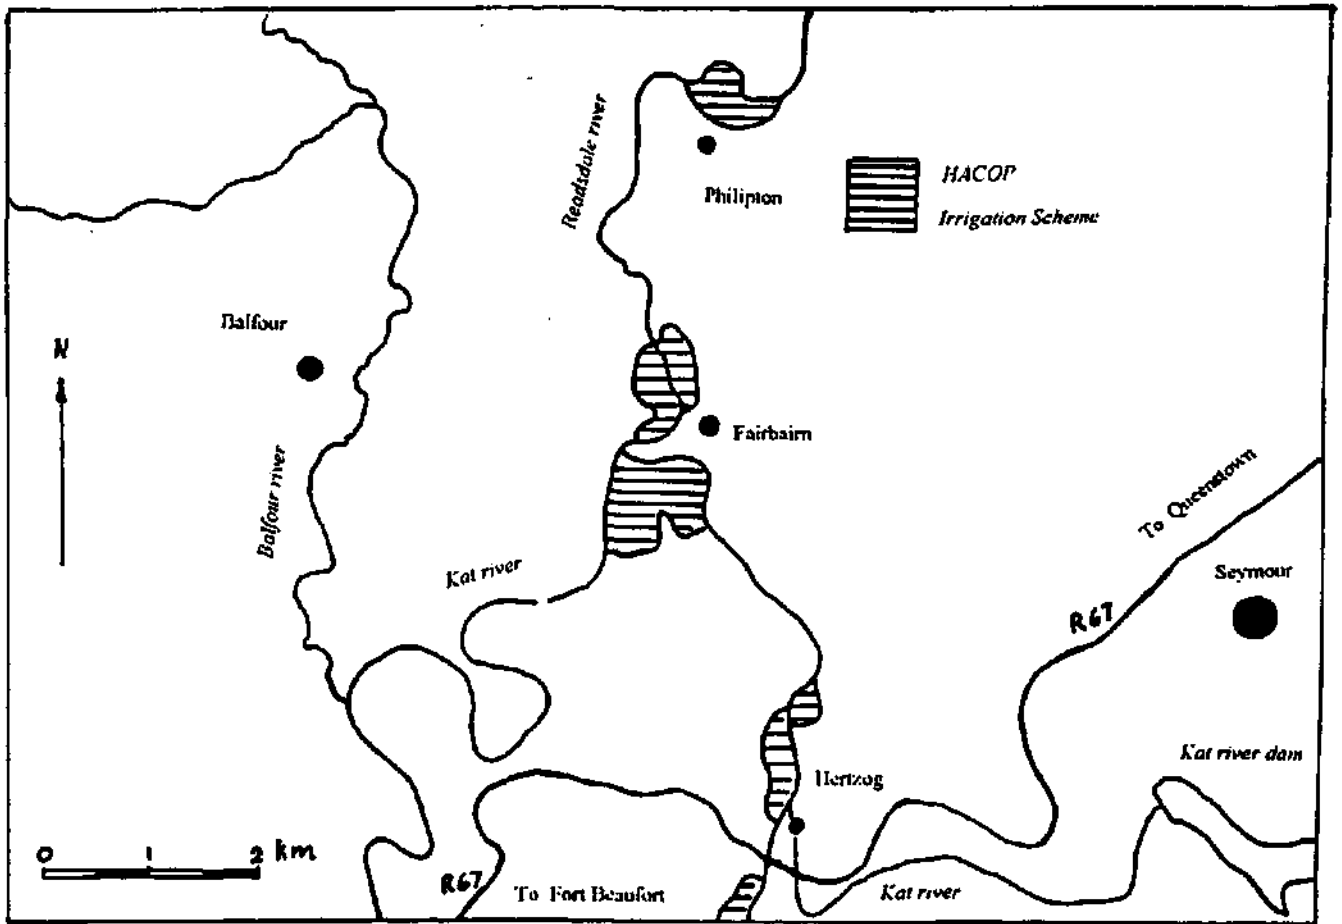 Readsdale river
Philipton
HACOP
Irrigation Scheme
Balfour
N
Fairbairn
Balfour river
To Queenstown
Kat river
Seymour
R67
Kat river dam
Hertzog
0 1 2 km
R67
To Fort Beaufort
Kat river